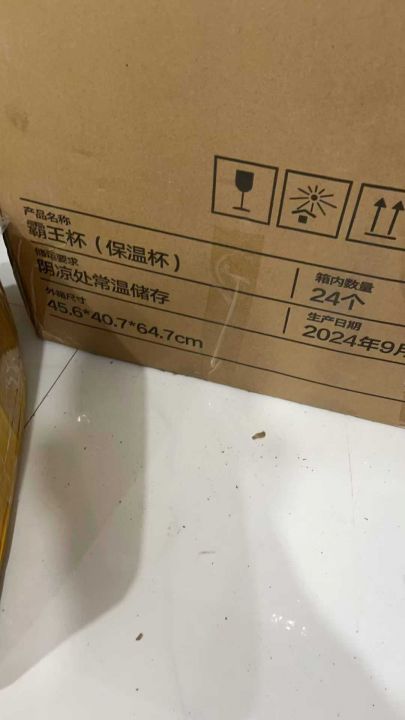 产品名称
霸王杯（保温杯）
储运要求
阴凉处常温储存
箱内数量
24个
外箱尺寸
45.6*40.7*64.7cm
生产日期
2024年9月